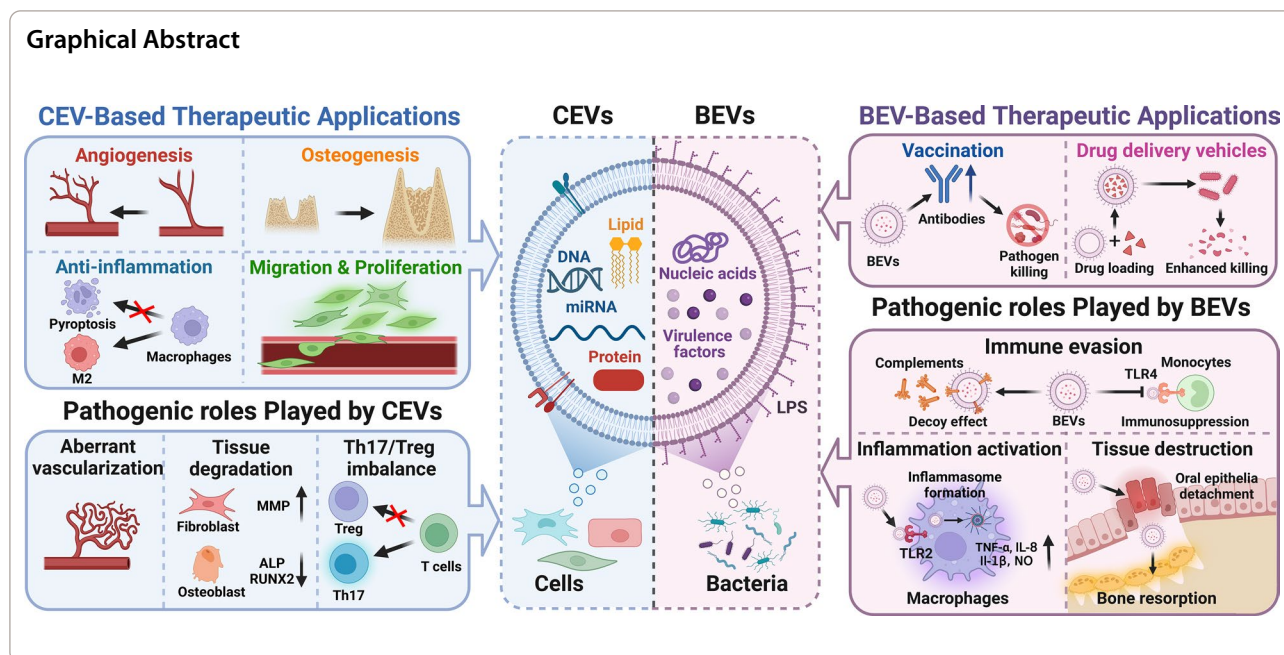 Graphical Abstract
CEV-Based Therapeutic Applications
Angiogenesis
Osteogenesis
Anti-inflammation
Pyroptosis
M2
Macrophages
Migration & Proliferation
Pathogenic roles Played by CEVs
Aberrant
vascularization
Tissue
degradation
Fibroblast
MMP
Osteoblast
ALP
RUNX2
Th17/Treg
imbalance
Treg
Th17
T cells
CEVs
BEVs
Lipid
DNA
miRNA
Protein
Nucleic acids
Virulence
factors
LPS
Cells
Bacteria
BEV-Based Therapeutic Applications
Vaccination
BEVs
Antibodies
Pathogen
killing
Drug delivery vehicles
Drug loading
Enhanced killing
Pathogenic roles Played by BEVs
Immune evasion
Complements
Decoy effect
BEVs
TLR4
Monocytes
Immunosuppression
Inflammation activation
Inflammasome
formation
TLR2
TNF-α, IL-8
Il-1β, NO
Macrophages
Tissue destruction
Oral epithelia
detachment
Bone resorption